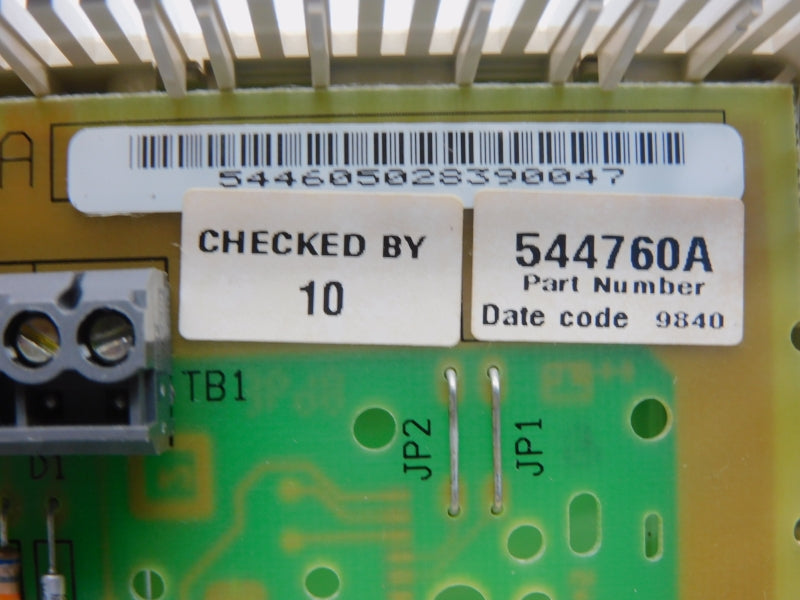 A
544605028390047
CHECKED BY
10
544760A
Part Number
Date code 9840
TB1
JP2
JP1
D1